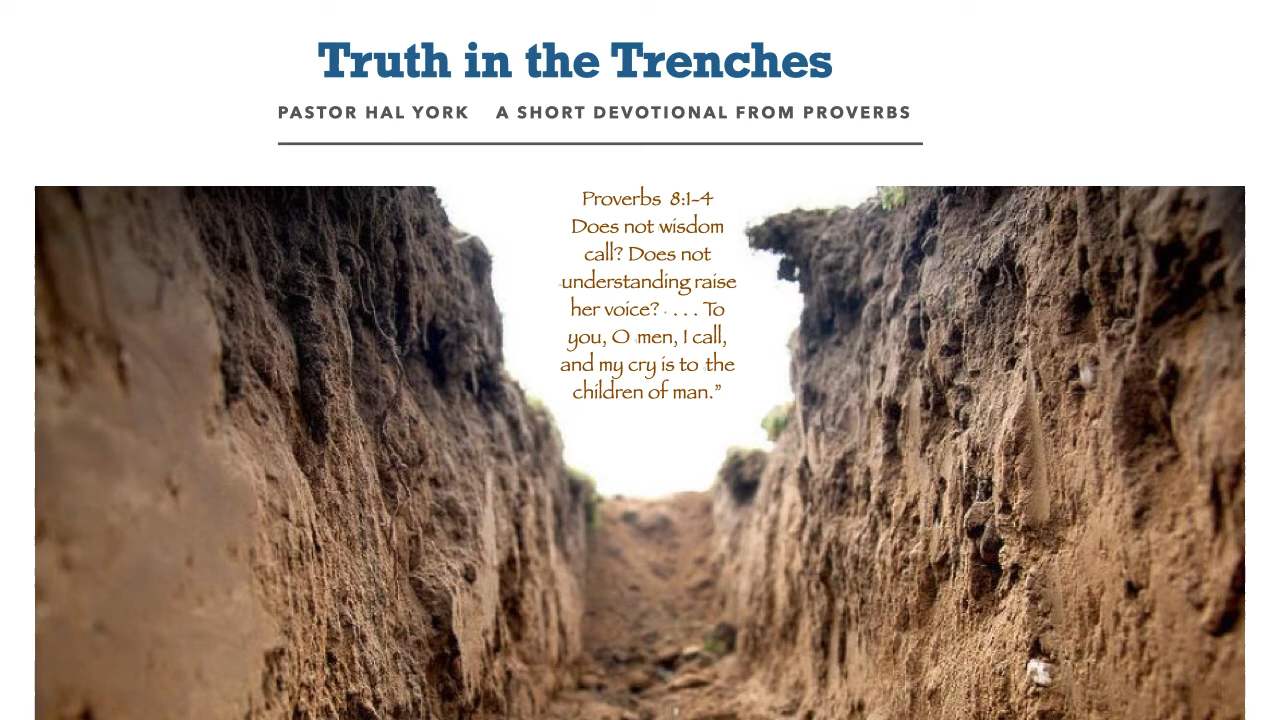 Truth in the Trenches
PASTOR HAL YORK A SHORT DEVOTIONAL FROM PROVERBS
Proverbs 8:1-4
Does not wisdom
call? Does not
understanding raise
her voice? . . . . To
you, O men, I call,
and my cry is to the
children of man.”